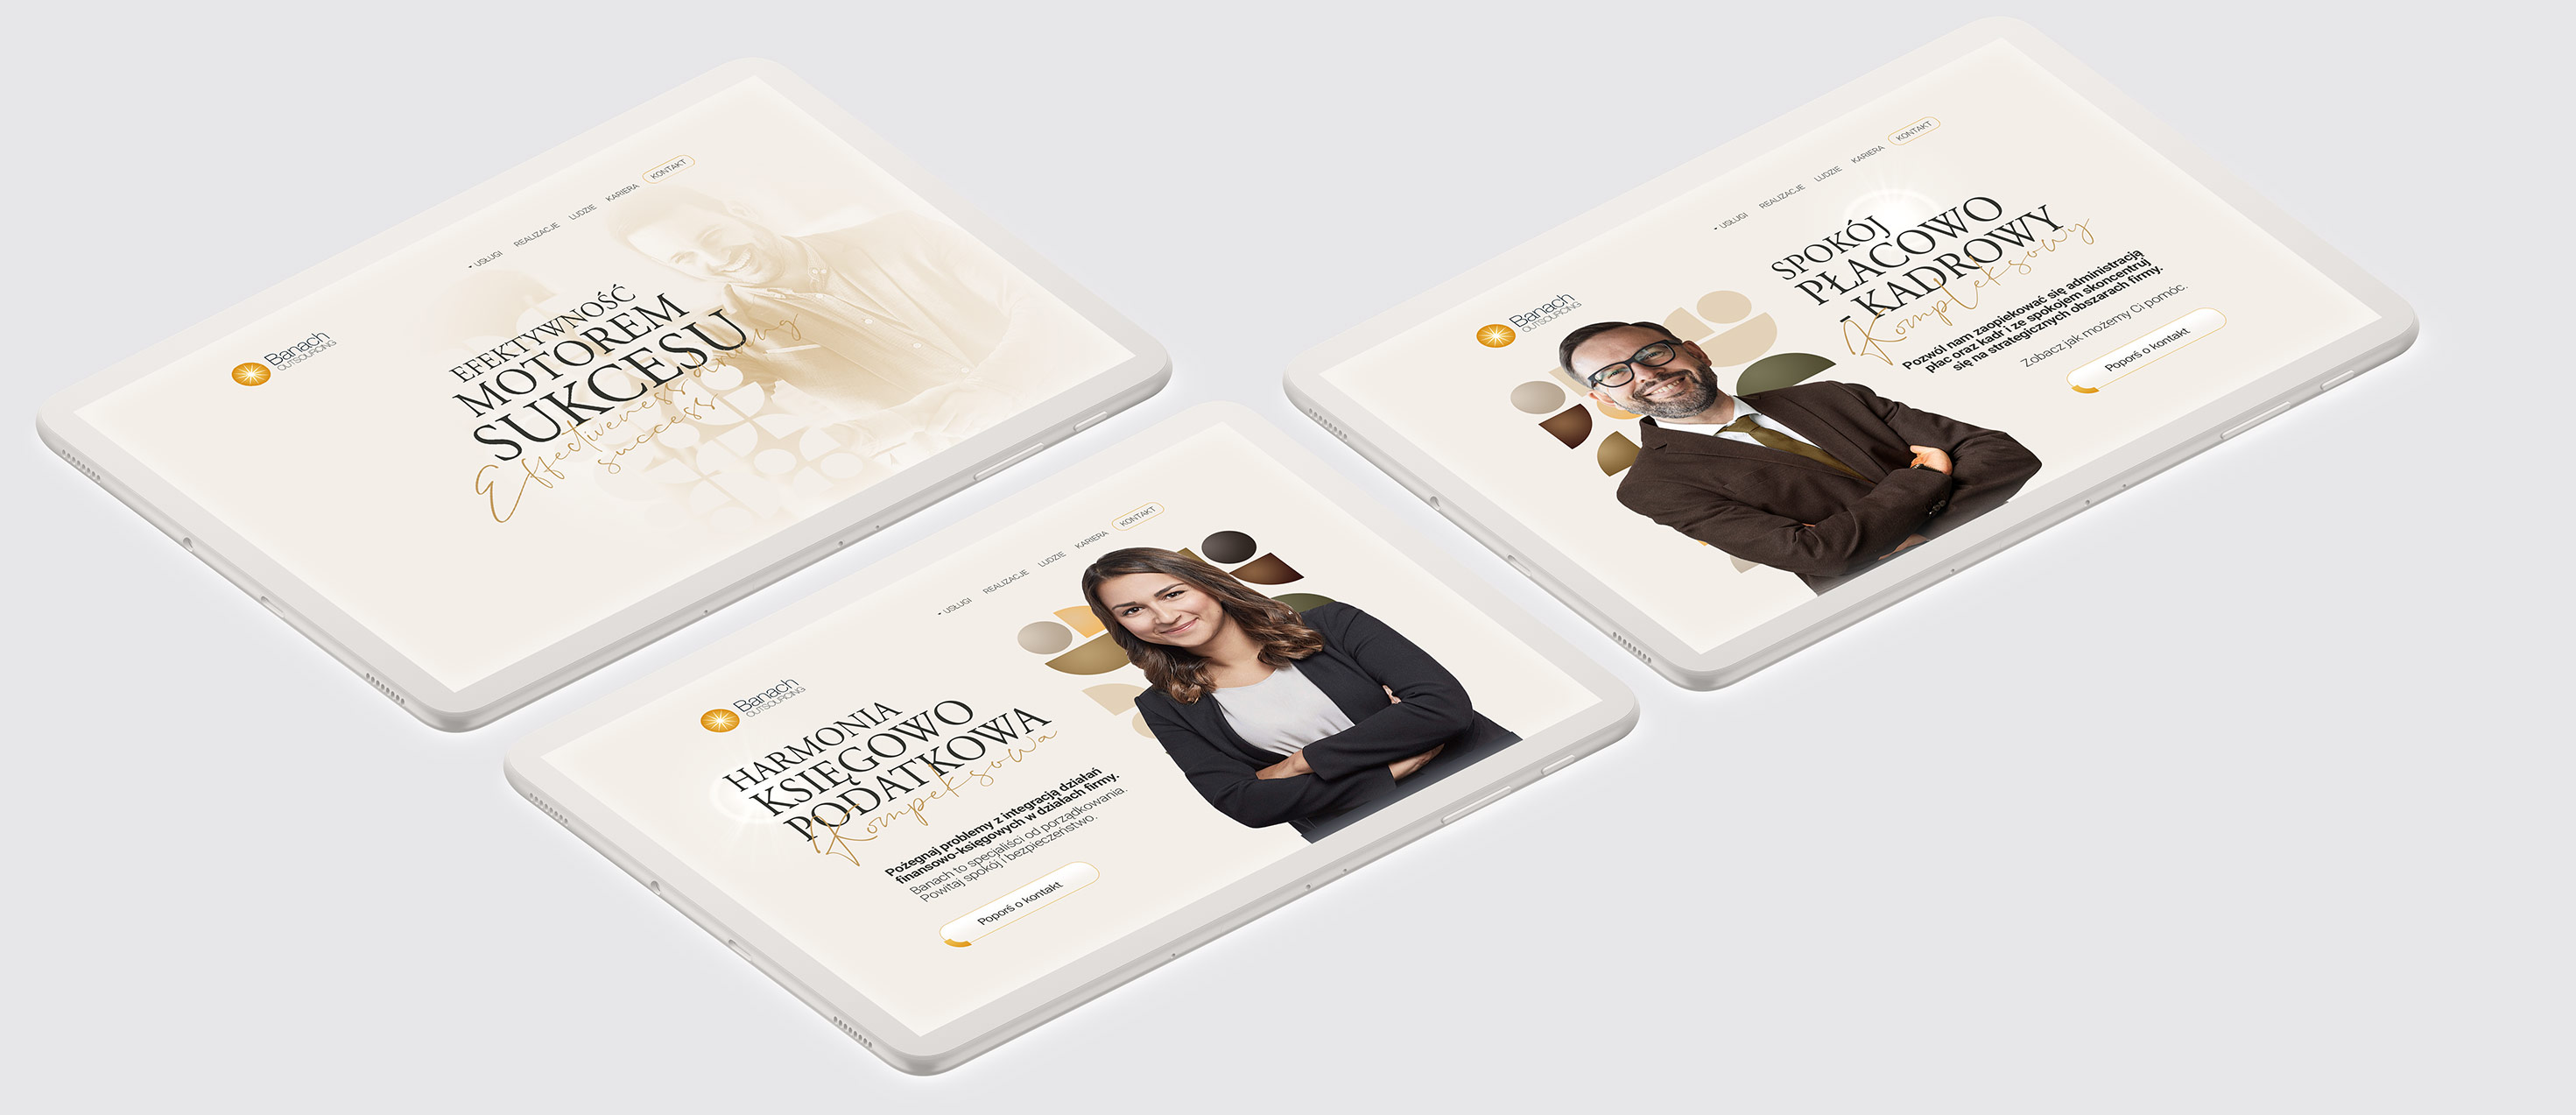 Banach
OUTSOURCING
USŁUGI
REALIZACJE
LUDZIE
KARIERA
KONTAKT
EFEKTYWNOŚĆ
MOTOREM
SUKCESU
Effectiveness driving
success
Banach
OUTSOURCING
USŁUGI
REALIZACJE
LUDZIE
KARIERA
KONTAKT
HARMONIA
KSIĘGOWO
PODATKOWA
Kompeksowa
Pożegnaj problemy z integracją działań
finansowo-księgowych w działach firmy.
Banach to specjaliści od porządkowania.
Powitaj spokój i bezpieczeństwo.
Poporś o kontakt
Banach
OUTSOURCING
USŁUGI
REALIZACJE
LUDZIE
KARIERA
KONTAKT
SPOKÓJ
PŁACOWO
- KADROWY
Kompleksowy
Pozwól nam zaopiekować się administracją
płac oraz kadr i ze spokojem skoncentruj
się na strategicznych obszarach firmy.
Zobacz jak możemy Ci pomóc.
Poporś o kontakt